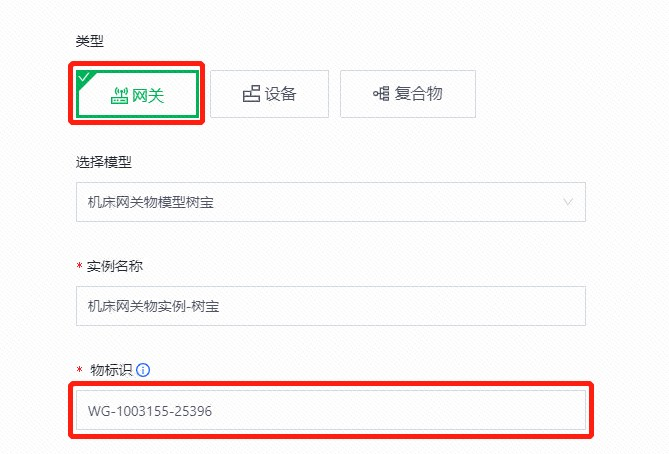 类型
网关 设备 复合物
选择模型
机床网关物模型树宝
* 实例名称
机床网关物实例-树宝
* 物标识
WG-1003155-25396